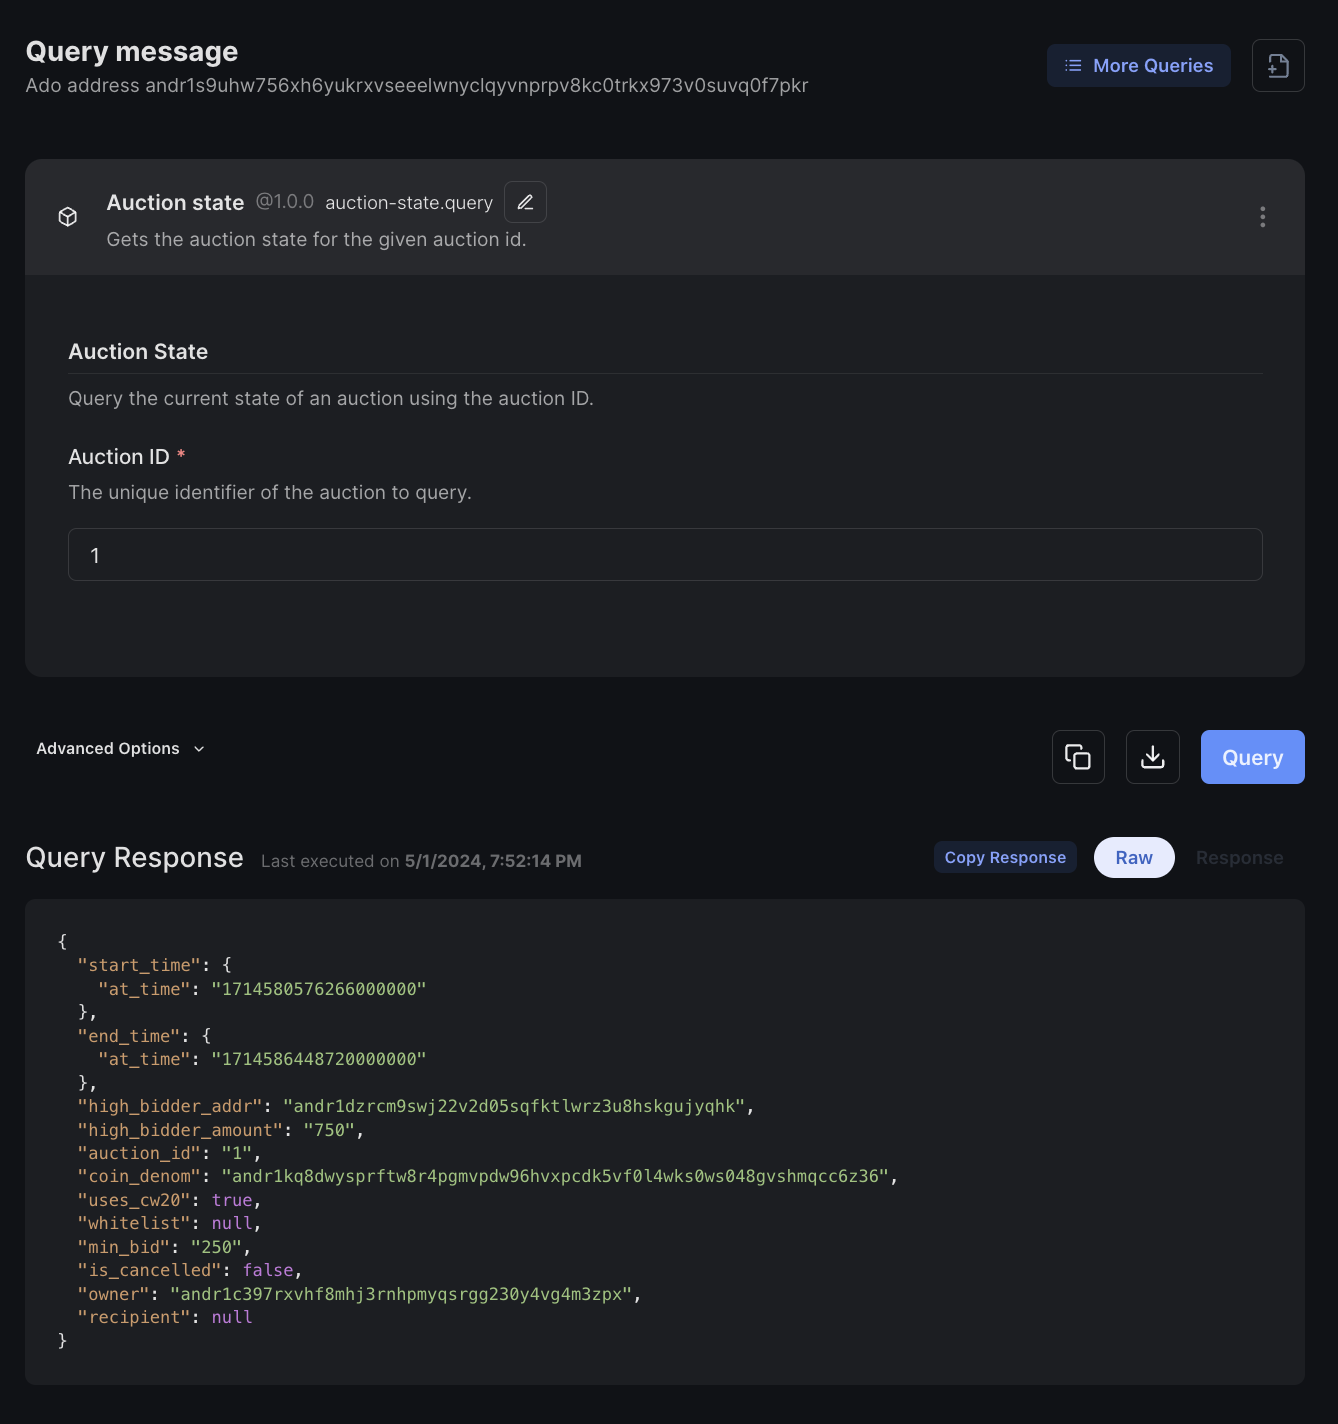 Query message
Ado address andr1s9uhw756xh6yukrxvseeelwnyclqyvnprpv8kc0trkx973v0suvq0f7pkr
More Queries
Auction state @1.0.0 auction-state.query
Gets the auction state for the given auction id.
Auction State
Query the current state of an auction using the auction ID.
Auction ID *
The unique identifier of the auction to query.
1
Advanced Options
Query
Query Response Last executed on 5/1/2024, 7:52:14 PM
Copy Response Raw Response
{
  "start_time": {
    "at_time": "1714580576266000000"
  },
  "end_time": {
    "at_time": "1714586448720000000"
  },
  "high_bidder_addr": "andr1dzrcm9swj22v2d05sqfktlwrz3u8hskgujyqhk",
  "high_bidder_amount": "750",
  "auction_id": "1",
  "coin_denom": "andr1kq8dwysprftw8r4pgmvpdw96hvxpcdk5vf0l4wks0ws048gvshmqcc6z36",
  "uses_cw20": true,
  "whitelist": null,
  "min_bid": "250",
  "is_cancelled": false,
  "owner": "andr1c397rxvhf8mhj3rnhpmyqsrgg230y4vg4m3zpx",
  "recipient": null
}